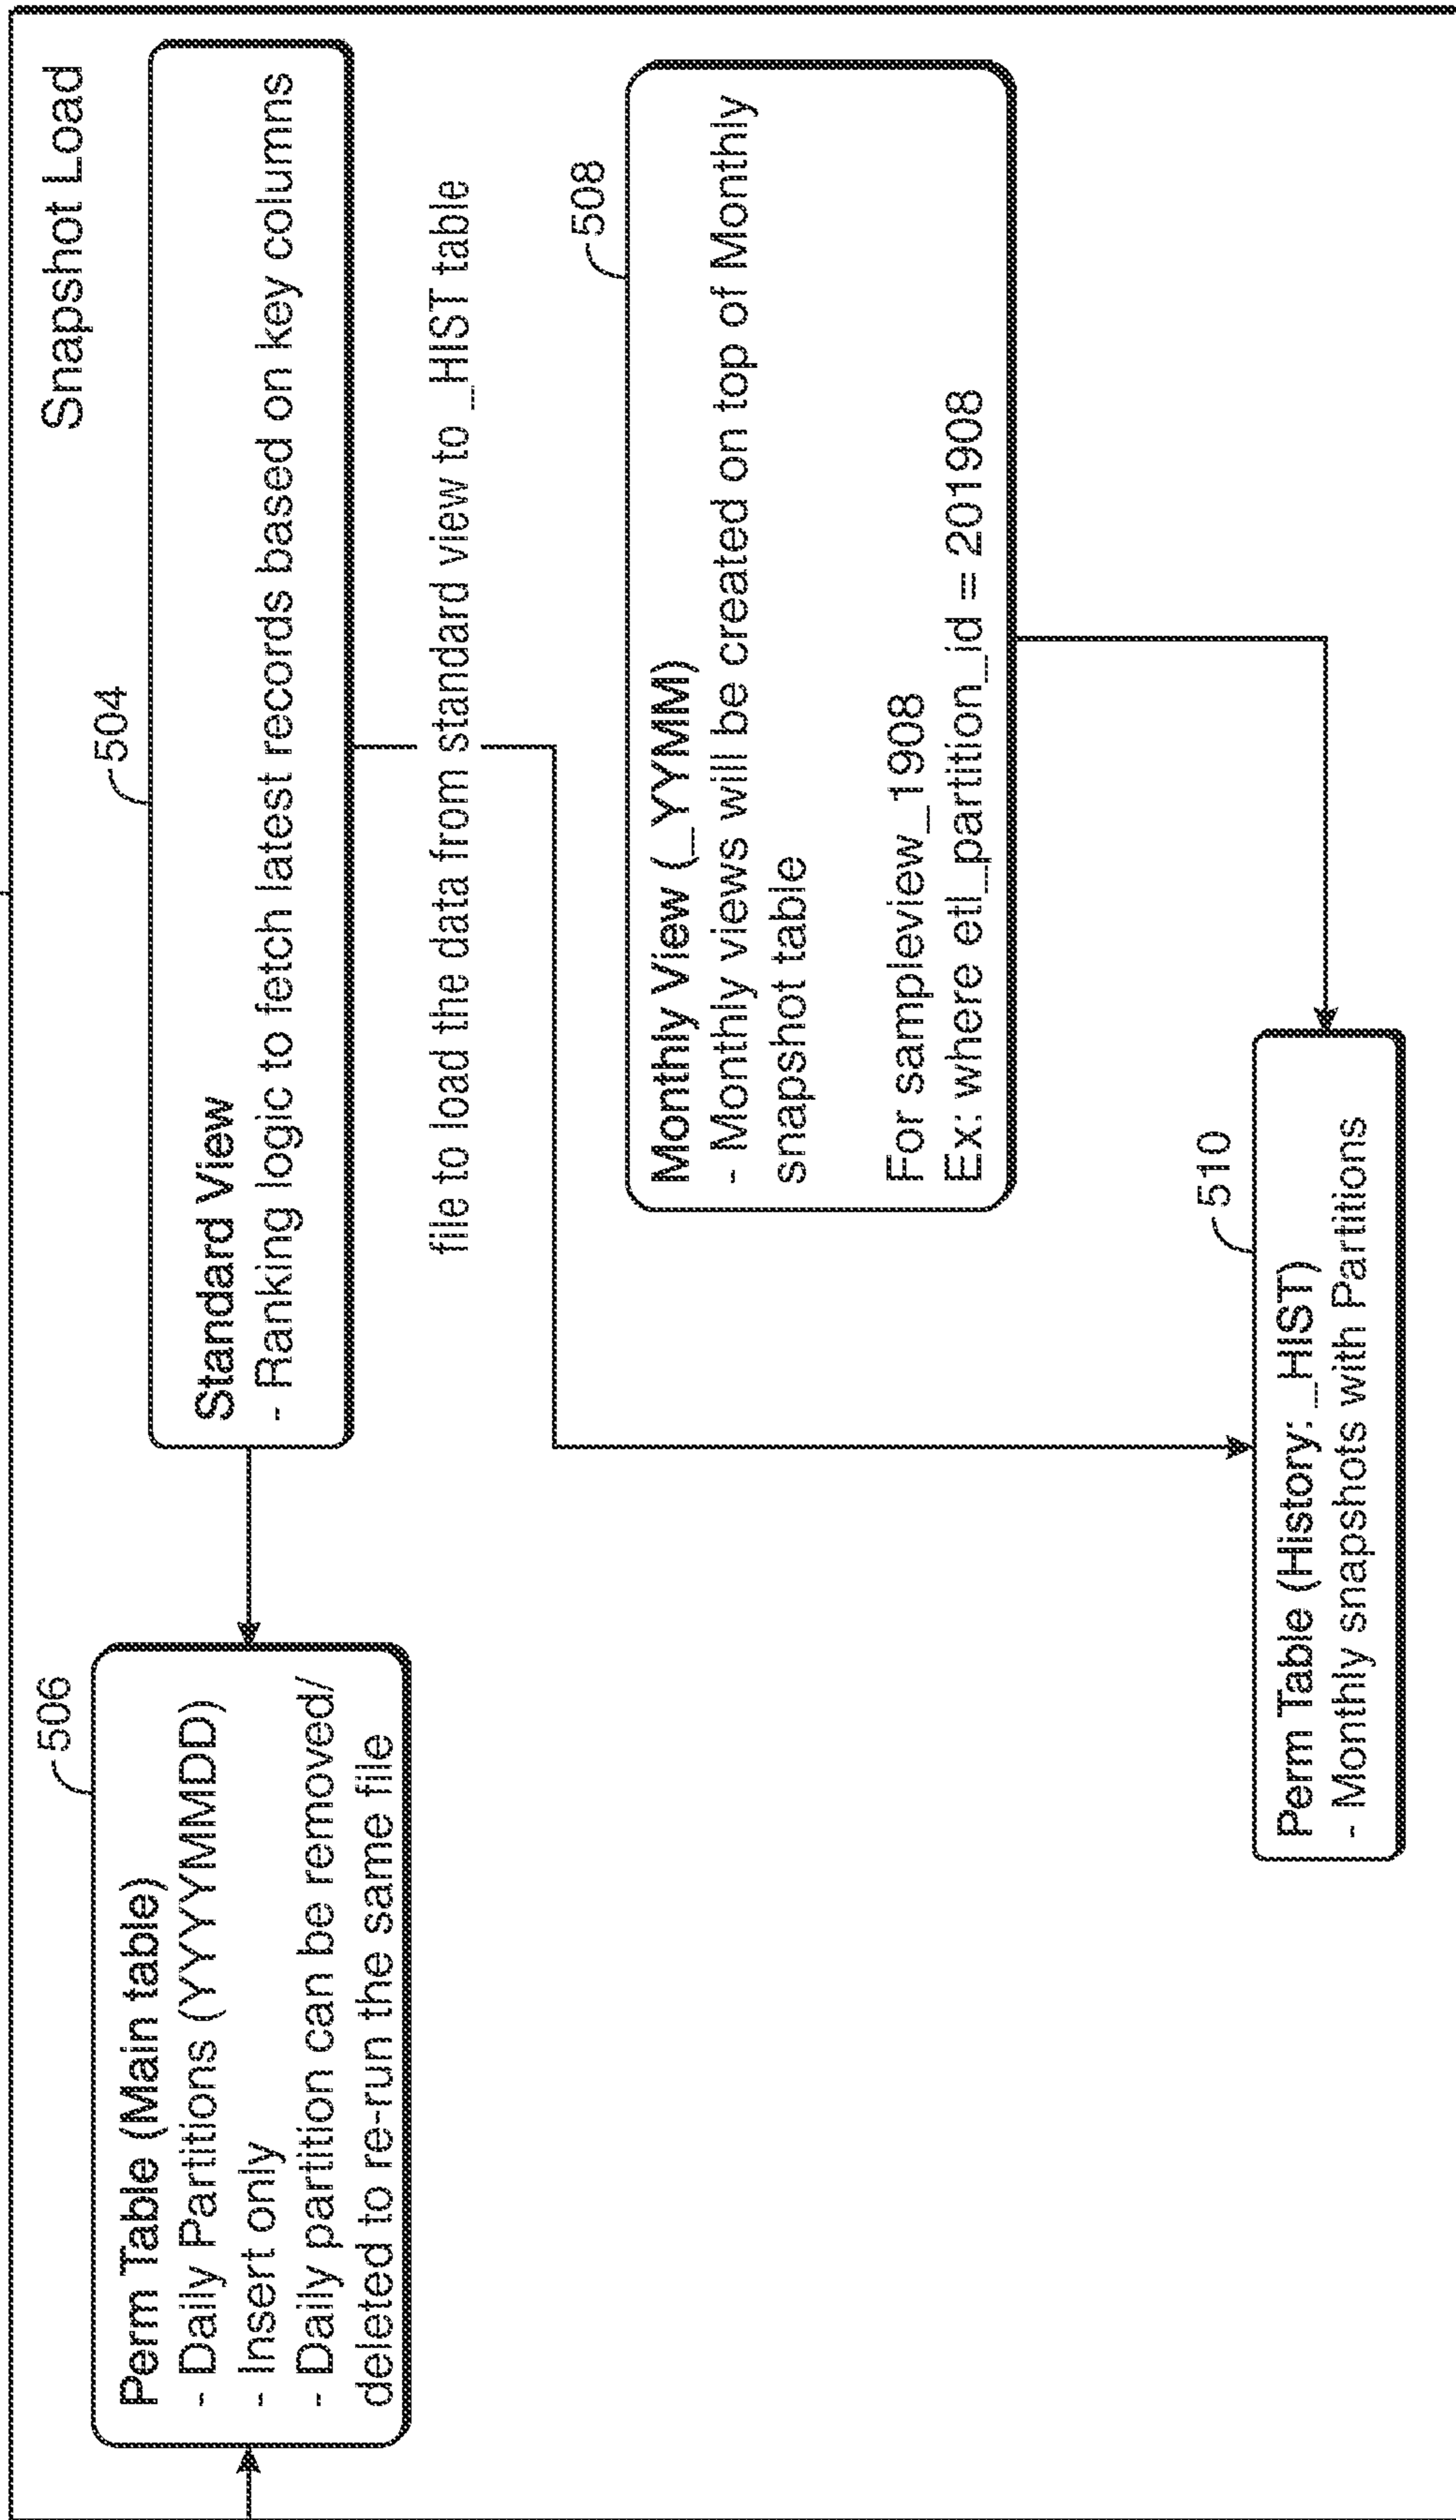 Snapshot Load
506
Perm Table (Main table)
- Daily Partitions (YYYYMMDD)
- Insert only
- Daily partition can be removed/
deleted to re-run the same file
504
Standard View
- Ranking logic to fetch latest records based on key columns
file to load the data from standard view to _HIST table
508
Monthly View (_YYMM)
- Monthly views will be created on top of Monthly
snapshot table
For sampleview_1908
Ex: where etl_partition_id = 201908
510
Perm Table (History; _HIST)
- Monthly snapshots with Partitions